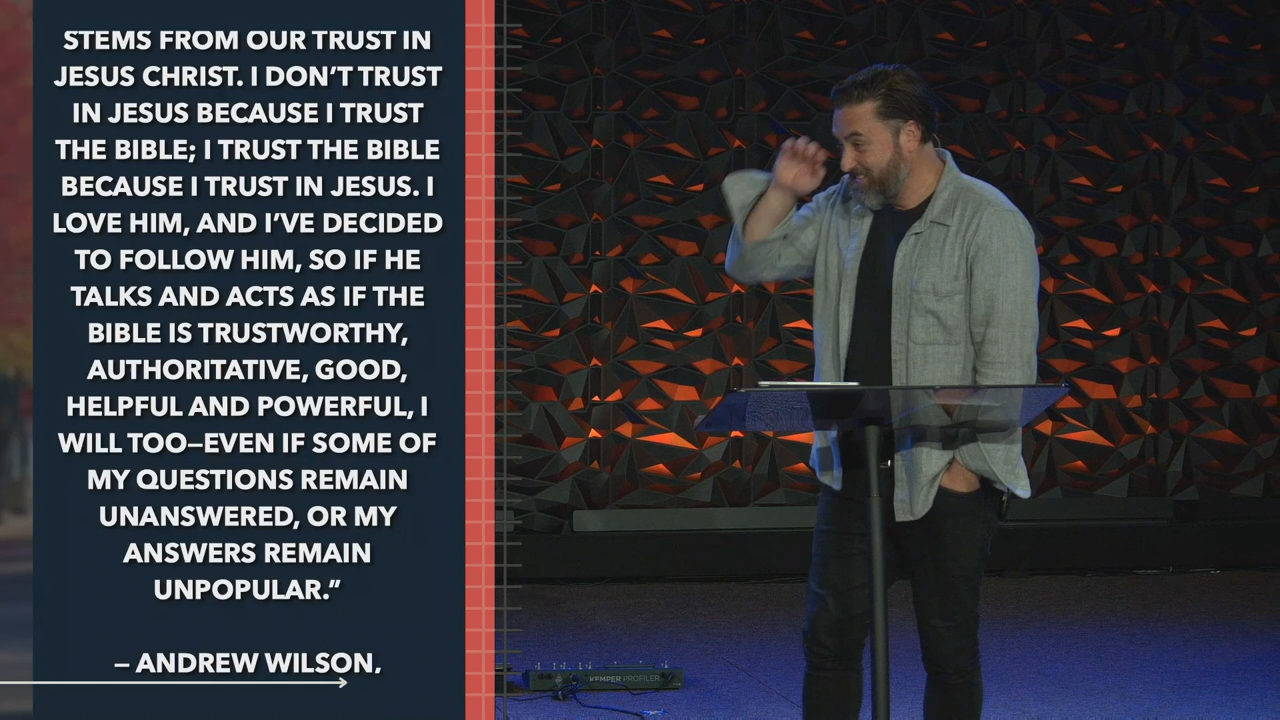 STEMS FROM OUR TRUST IN
JESUS CHRIST. I DON’T TRUST
IN JESUS BECAUSE I TRUST
THE BIBLE; I TRUST THE BIBLE
BECAUSE I TRUST IN JESUS. I
LOVE HIM, AND I’VE DECIDED
TO FOLLOW HIM, SO IF HE
TALKS AND ACTS AS IF THE
BIBLE IS TRUSTWORTHY,
AUTHORITATIVE, GOOD,
HELPFUL AND POWERFUL, I
WILL TOO—EVEN IF SOME OF
MY QUESTIONS REMAIN
UNANSWERED, OR MY
ANSWERS REMAIN
UNPOPULAR.”
– ANDREW WILSON,
KEMPER PROFILER